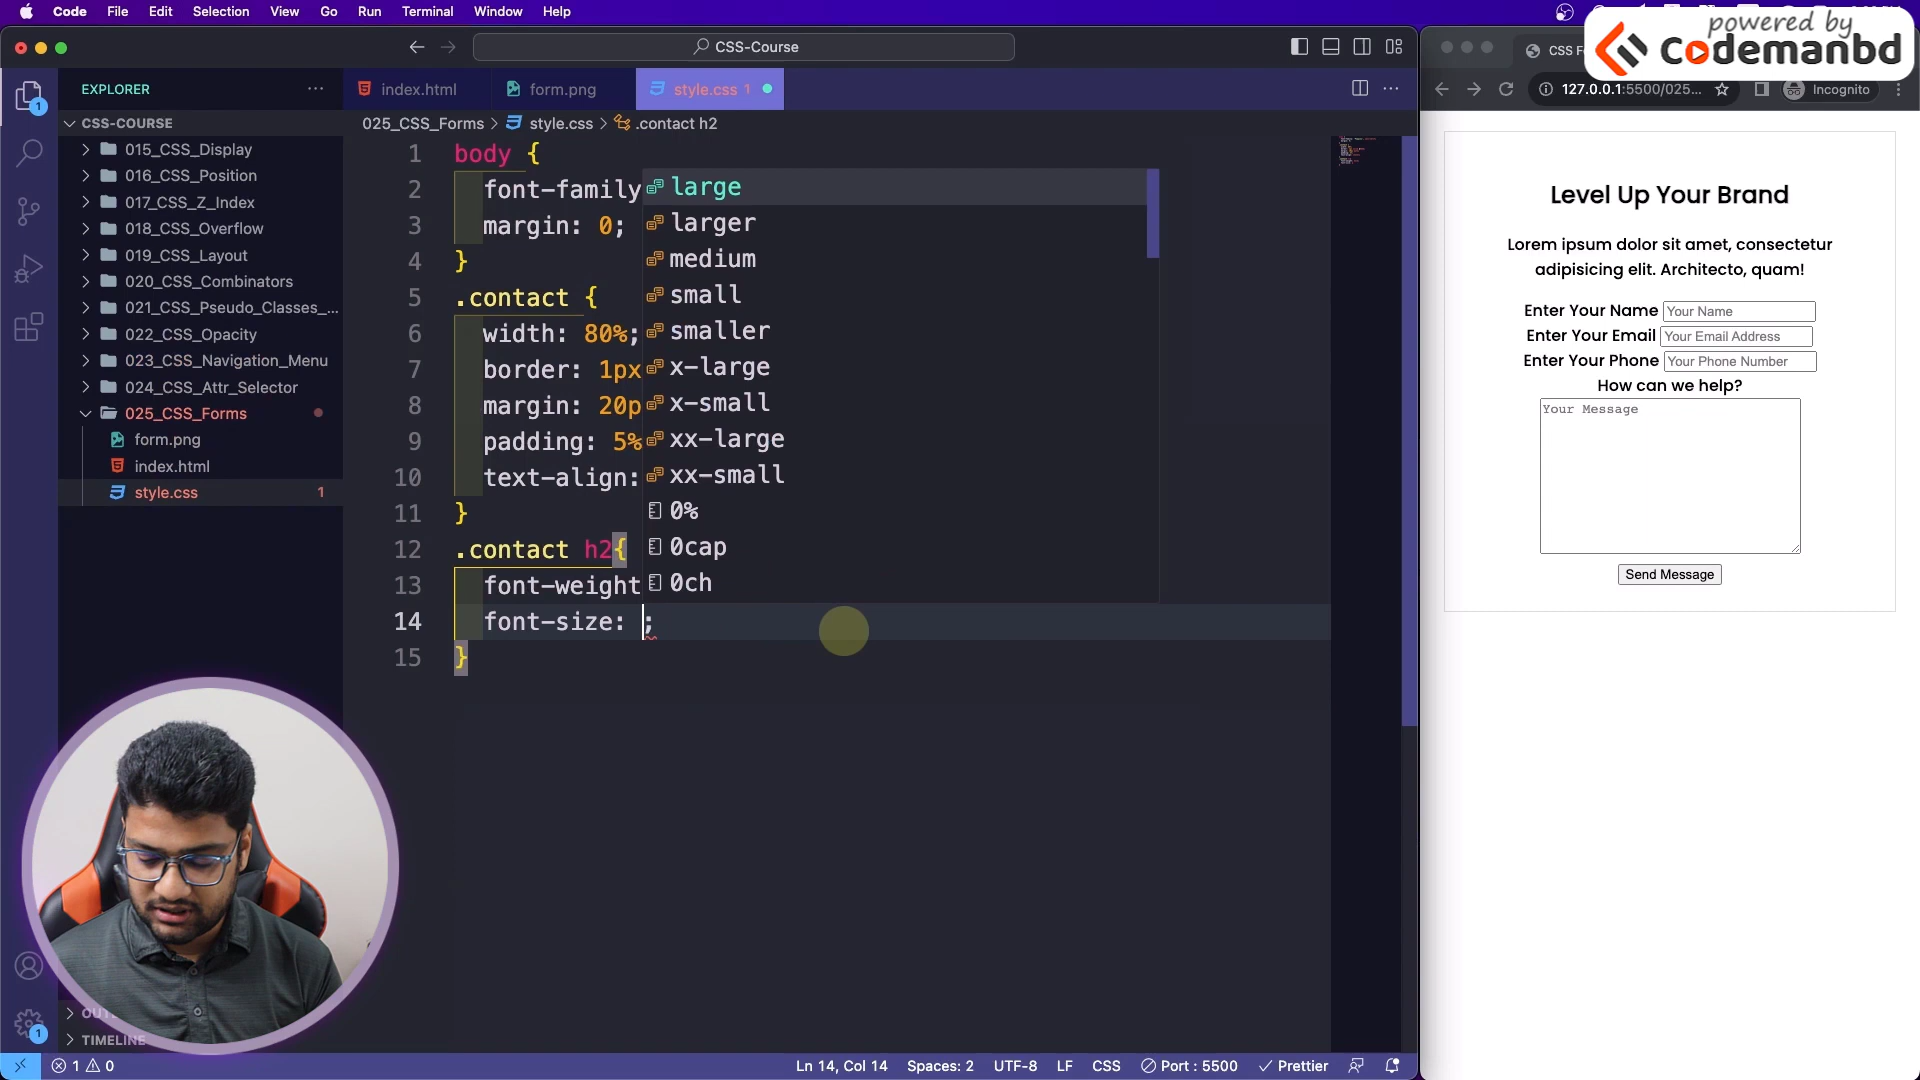 Code File Edit Selection View Go Run Terminal Window Help
powered by
Codemanbd
CSS-Course
CSS F
EXPLORER
index.html
form.png
style.css 1
127.0.0.1:5500/025...
Incognito
CSS-COURSE
025_CSS_Forms > style.css > .contact h2
015_CSS_Display
016_CSS_Position
017_CSS_Z_Index
018_CSS_Overflow
019_CSS_Layout
020_CSS_Combinators
021_CSS_Pseudo_Classes_...
022_CSS_Opacity
023_CSS_Navigation_Menu
024_CSS_Attr_Selector
025_CSS_Forms
form.png
index.html
style.css 1
OUT
TIMELINE
1 body {
2 font-family
3 margin: 0;
4 }
5 .contact {
6 width: 80%;
7 border: 1px
8 margin: 20p
9 padding: 5%
10 text-align:
11 }
12 .contact h2{
13 font-weight
14 font-size: ;
15 }
large
larger
medium
small
smaller
x-large
x-small
xx-large
xx-small
0%
0cap
0ch
Level Up Your Brand
Lorem ipsum dolor sit amet, consectetur
adipisicing elit. Architecto, quam!
Enter Your Name Your Name
Enter Your Email Your Email Address
Enter Your Phone Your Phone Number
How can we help?
Your Message
Send Message
1 0
Ln 14, Col 14 Spaces: 2 UTF-8 LF CSS Port : 5500 Prettier